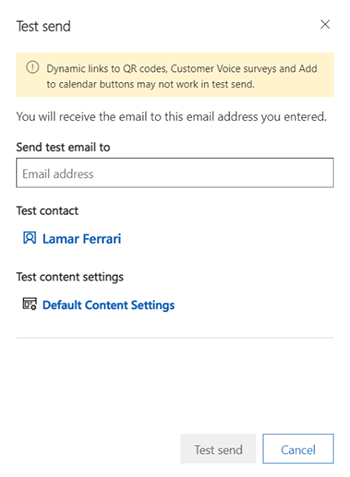 Test send
Dynamic links to QR codes, Customer Voice surveys and Add
to calendar buttons may not work in test send.
You will receive the email to this email address you entered.
Send test email to
Email address
Test contact
Lamar Ferrari
Test content settings
Default Content Settings
Test send
Cancel